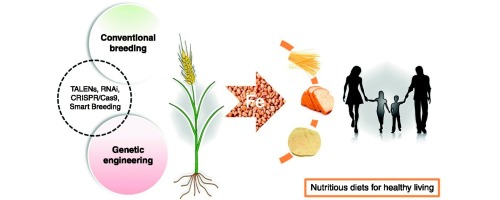 Conventional
breeding
TALENs, RNAi,
CRISPR/Cas9,
Smart Breeding
Genetic
engineering
Fe
Nutritious diets for healthy living